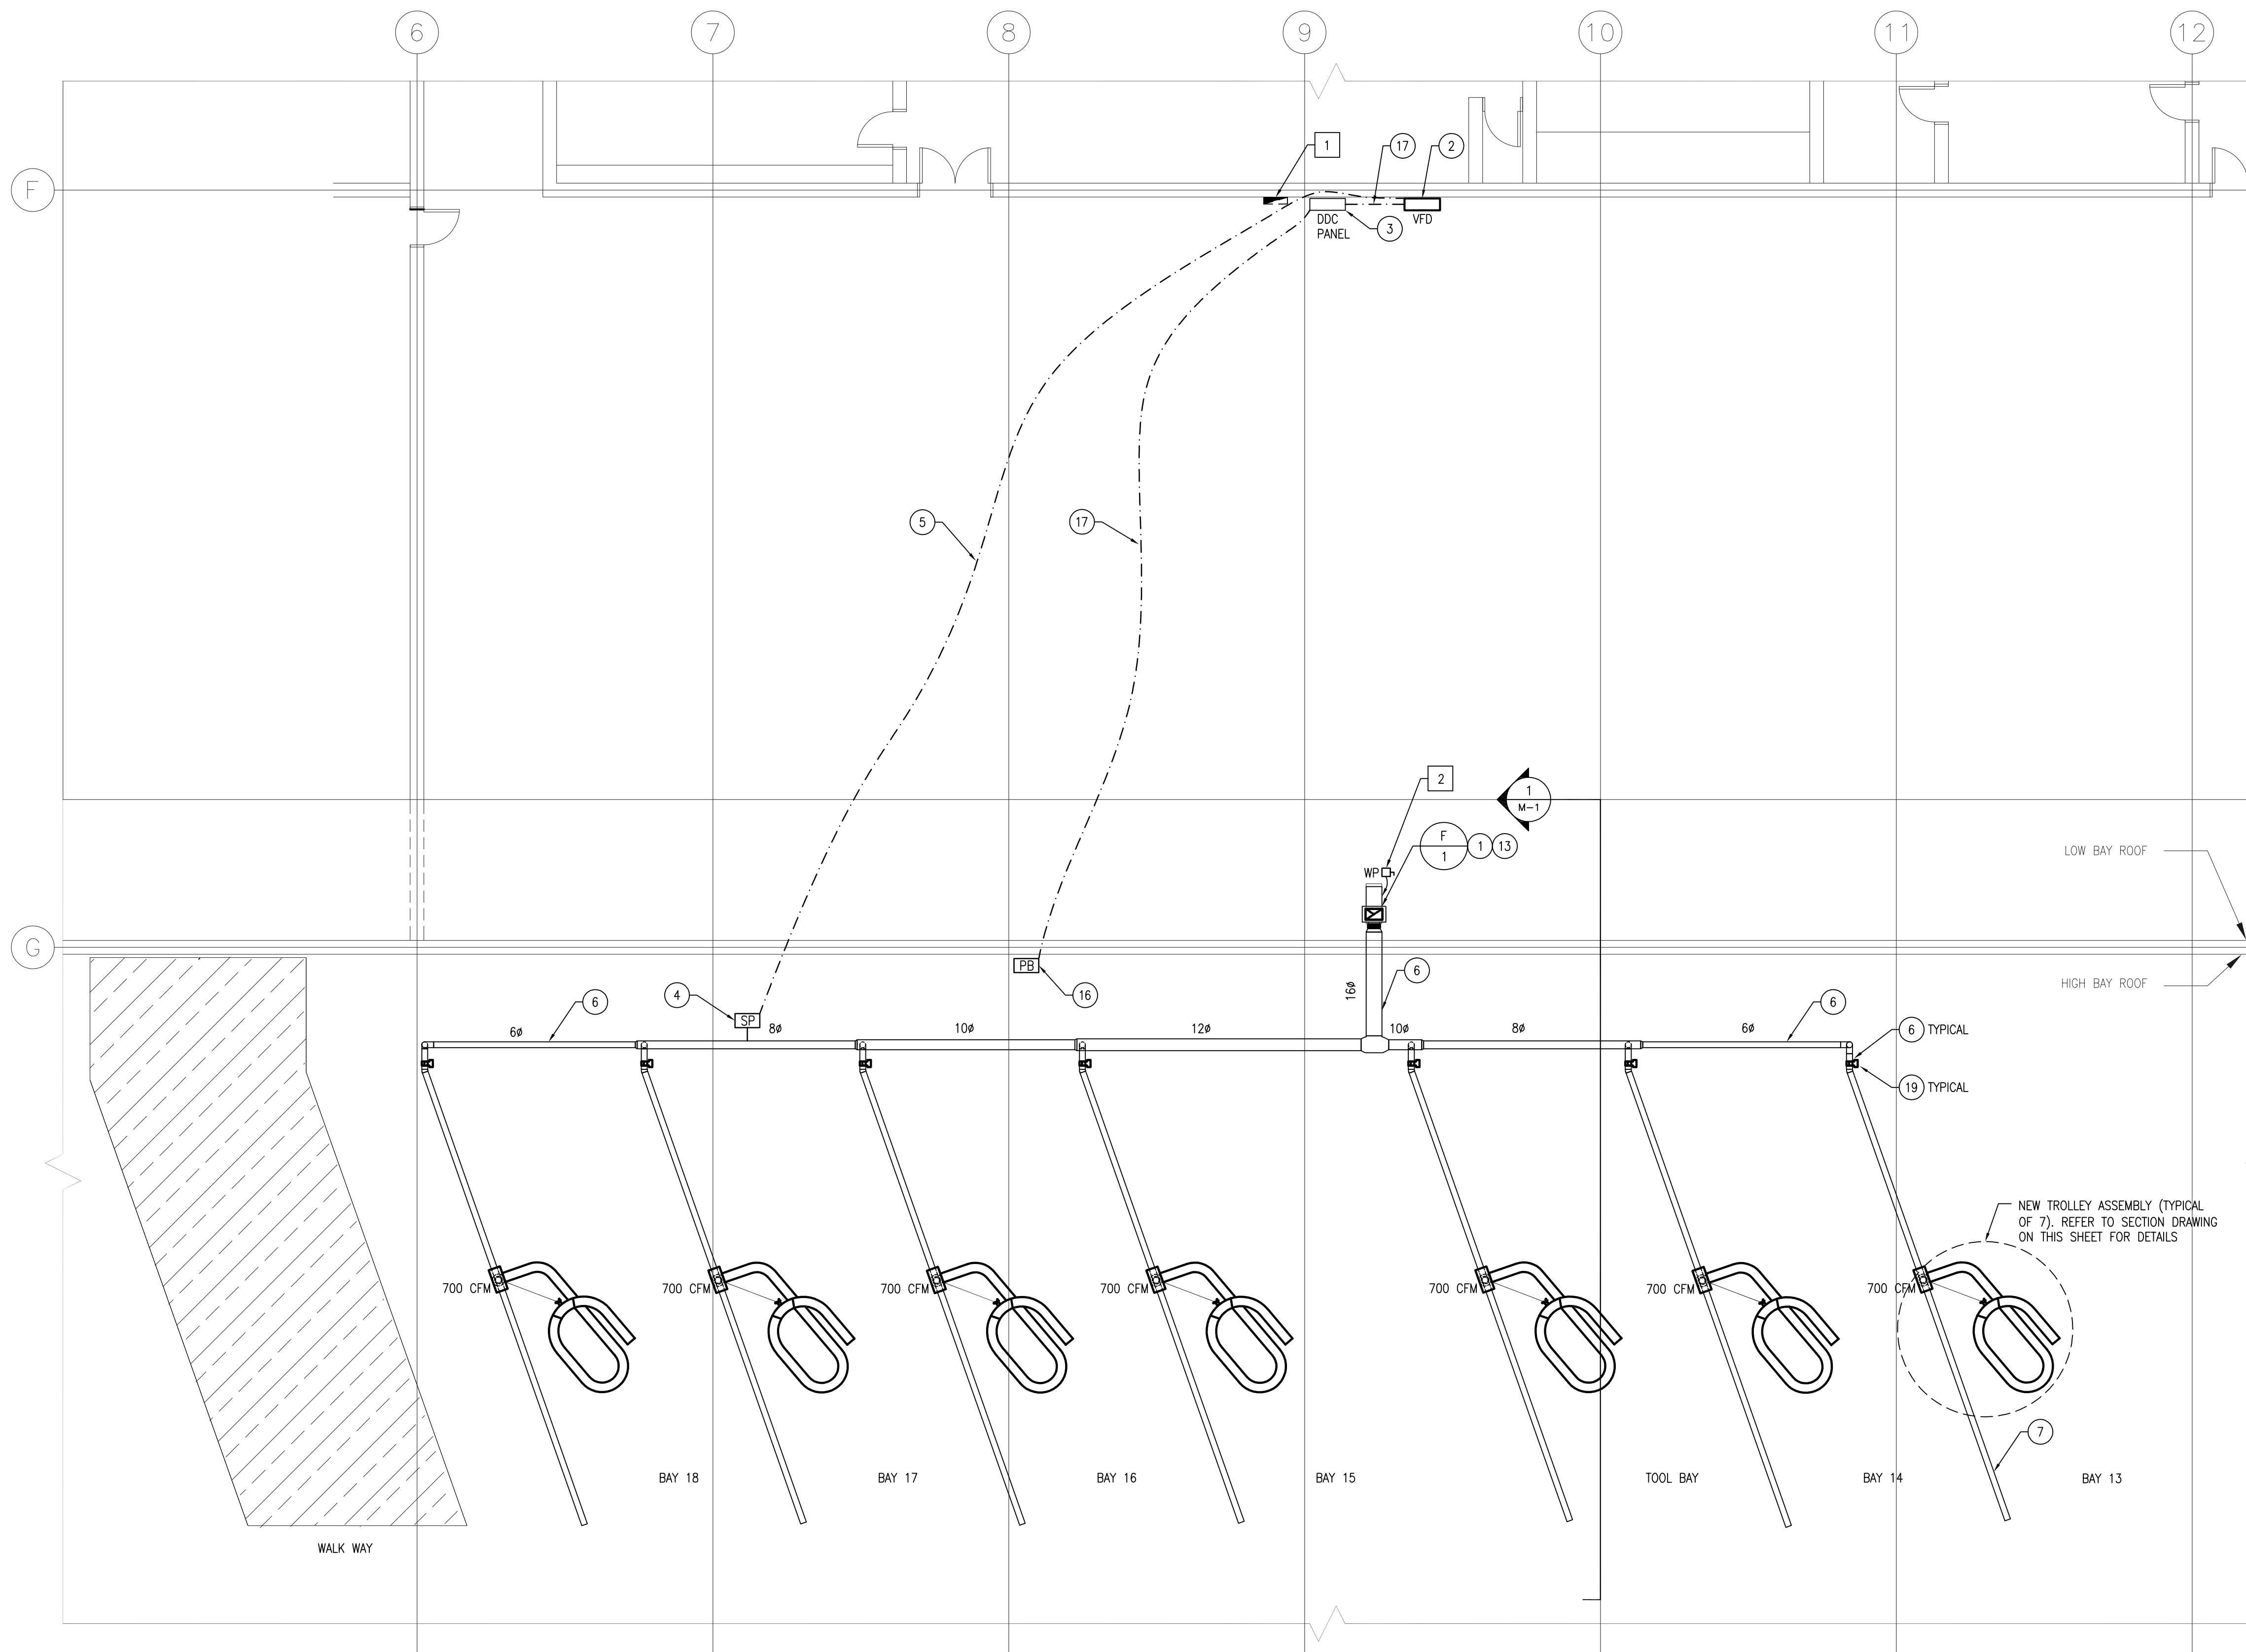 6 7 8 9 10 11 12
1 17 2
F
DDC VFD
PANEL 3
5 17
2
1
M-1
F 1 13
1
LOW BAY ROOF
WP
G
PB
16
6
HIGH BAY ROOF
16ø
4 SP
6
6
6ø 8ø 10ø 12ø 10ø 8ø 6ø
6 TYPICAL
19 TYPICAL
NEW TROLLEY ASSEMBLY (TYPICAL
OF 7). REFER TO SECTION DRAWING
ON THIS SHEET FOR DETAILS
700 CFM 700 CFM 700 CFM 700 CFM 700 CFM 700 CFM 700 CFM
7
BAY 18 BAY 17 BAY 16 BAY 15 TOOL BAY BAY 14 BAY 13
WALK WAY